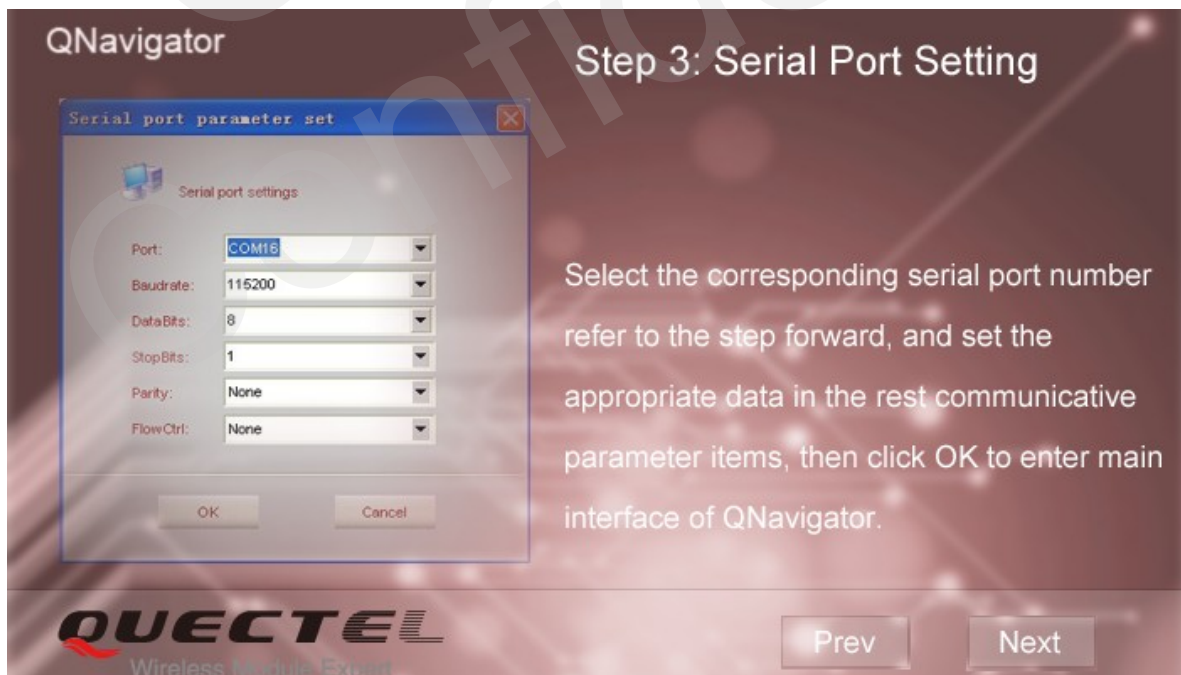 QNavigator
Step 3: Serial Port Setting
Serial port parameter set
Serial port settings
Port: COM16
Baudrate: 115200
DataBits: 8
StopBits: 1
Parity: None
FlowCtrl: None
OK Cancel
Select the corresponding serial port number
refer to the step forward, and set the
appropriate data in the rest communicative
parameter items, then click OK to enter main
interface of QNavigator.
QUECTEL
Wireless Module Expert
Prev Next